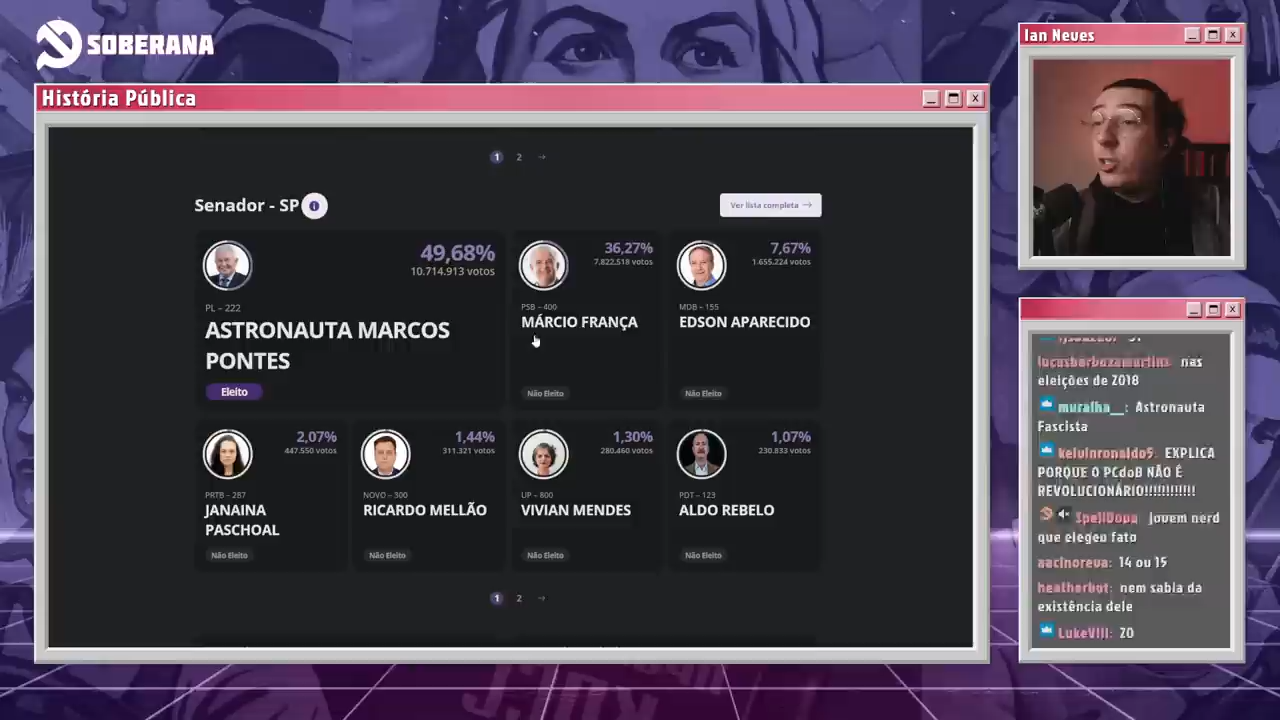 SOBERANA
História Pública
1 2 →
Senador - SP
Ver lista completa →
49,68%
10.714.913 votos
PL – 222
ASTRONAUTA MARCOS
PONTES
Eleito
36,27%
7.822.518 votos
PSB – 400
MÁRCIO FRANÇA
Não Eleito
7,67%
1.655.224 votos
MDB – 155
EDSON APARECIDO
Não Eleito
2,07%
447.550 votos
PRTB – 287
JANAINA
PASCHOAL
Não Eleito
1,44%
311.321 votos
NOVO – 300
RICARDO MELLÃO
Não Eleito
1,30%
280.460 votos
UP – 800
VIVIAN MENDES
Não Eleito
1,07%
230.833 votos
PDT – 123
ALDO REBELO
Não Eleito
1 2 →
Ian Neves
lucasbarbozamartins nas
eleições de 2018
muralha__: Astronauta
Fascista
kelvinronaldo5 EXPLICA
PORQUE O PCdoB NÃO É
REVOLUCIONÁRIO!!!!!!!!!!!!
SpellDopa jovem nerd
que elegeu fato
aacinoreva: 14 ou 15
heatherbot: nem sabia da
existência dele
LukeVIII: 20